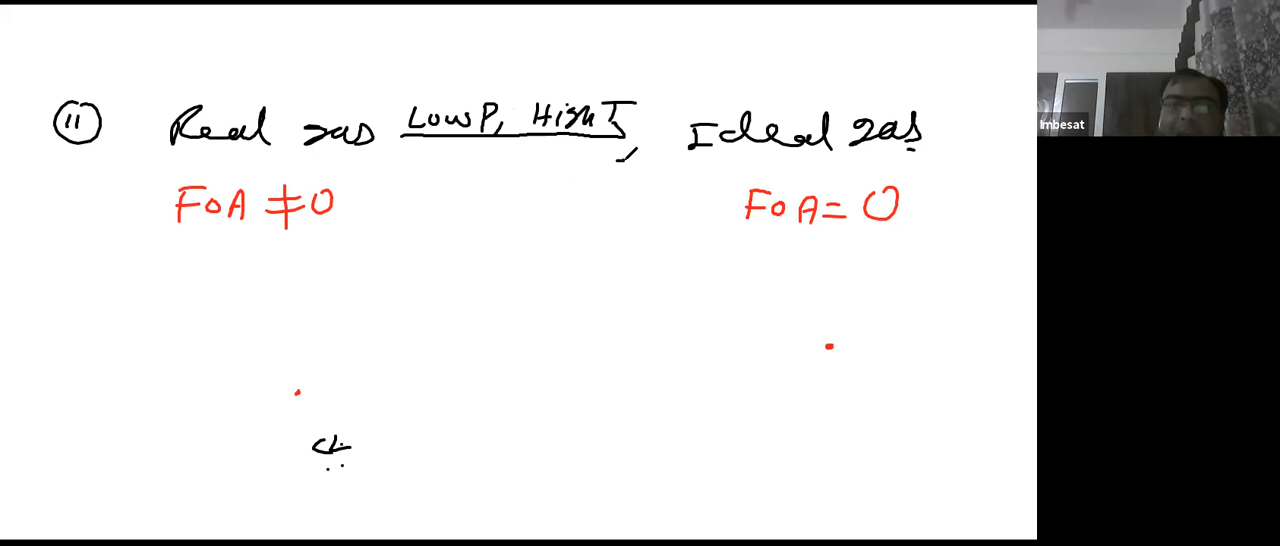 (11) Real gas Low P, High T, Ideal gas
FOA ≠ 0 FOA = 0
Imbesat